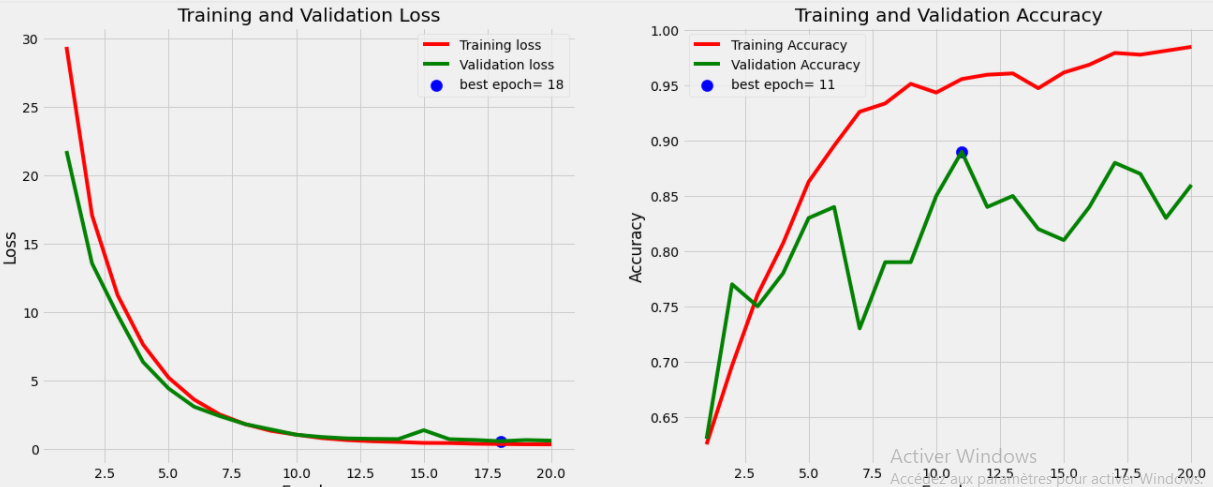 Training and Validation Loss
Training loss
Validation loss
best epoch= 18
30
25
20
15
10
5
0
Loss
2.5
5.0
7.5
10.0
12.5
15.0
17.5
20.0
Training and Validation Accuracy
Training Accuracy
Validation Accuracy
best epoch= 11
1.00
0.95
0.90
0.85
0.80
0.75
0.70
0.65
Accuracy
2.5
5.0
7.5
10.0
12.5
15.0
17.5
20.0
Activer Windows
Accédez aux paramètres pour activer Windows.